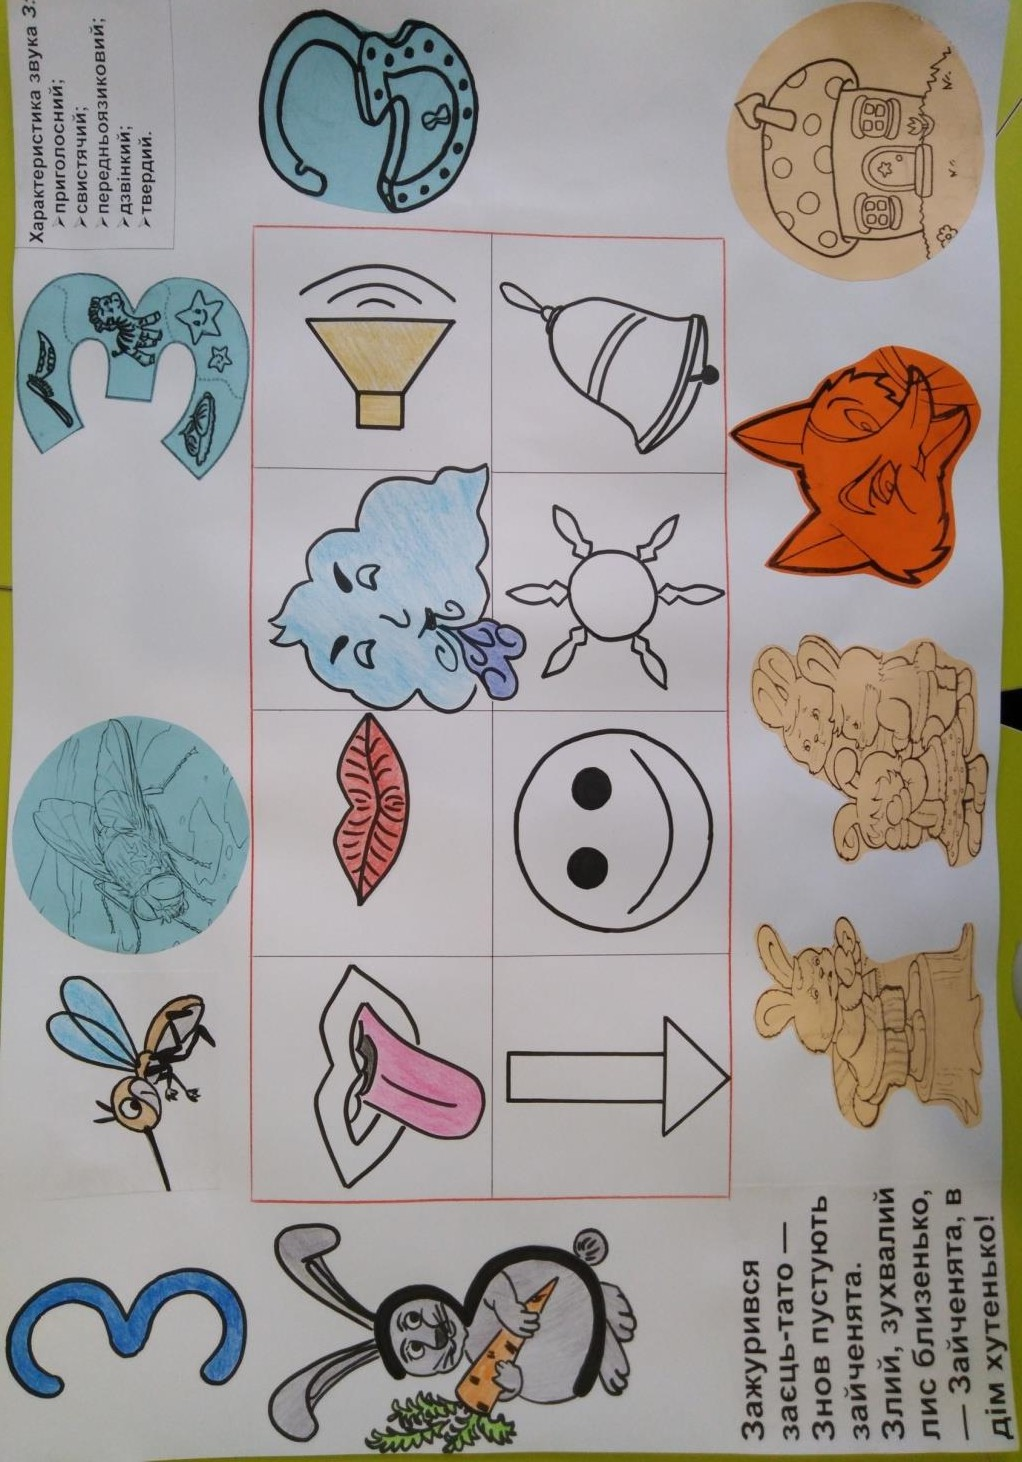 З
Характеристика звука З:
➢ приголосний;
➢ свистячий;
➢ передньоязиковий;
➢ дзвінкий;
➢ твердий.
Зажурився
заєць-тато —
Знов пустують
зайченята.
Злий, зухвалий
лис близенько,
— Зайченята, в
дім хутенько!